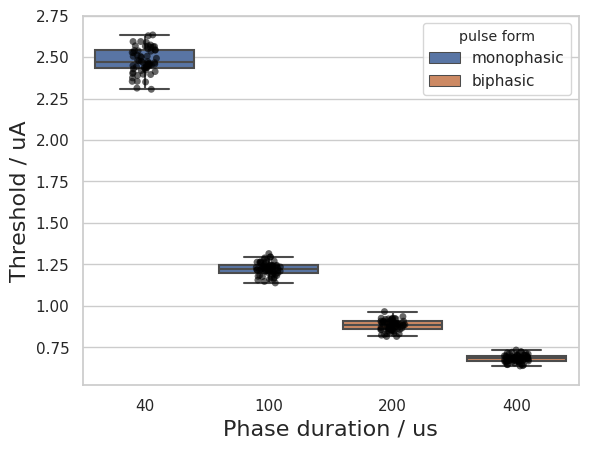 2.75
2.50
2.25
2.00
1.75
1.50
1.25
1.00
0.75
Threshold / uA
pulse form
monophasic
biphasic
40
100
200
400
Phase duration / us